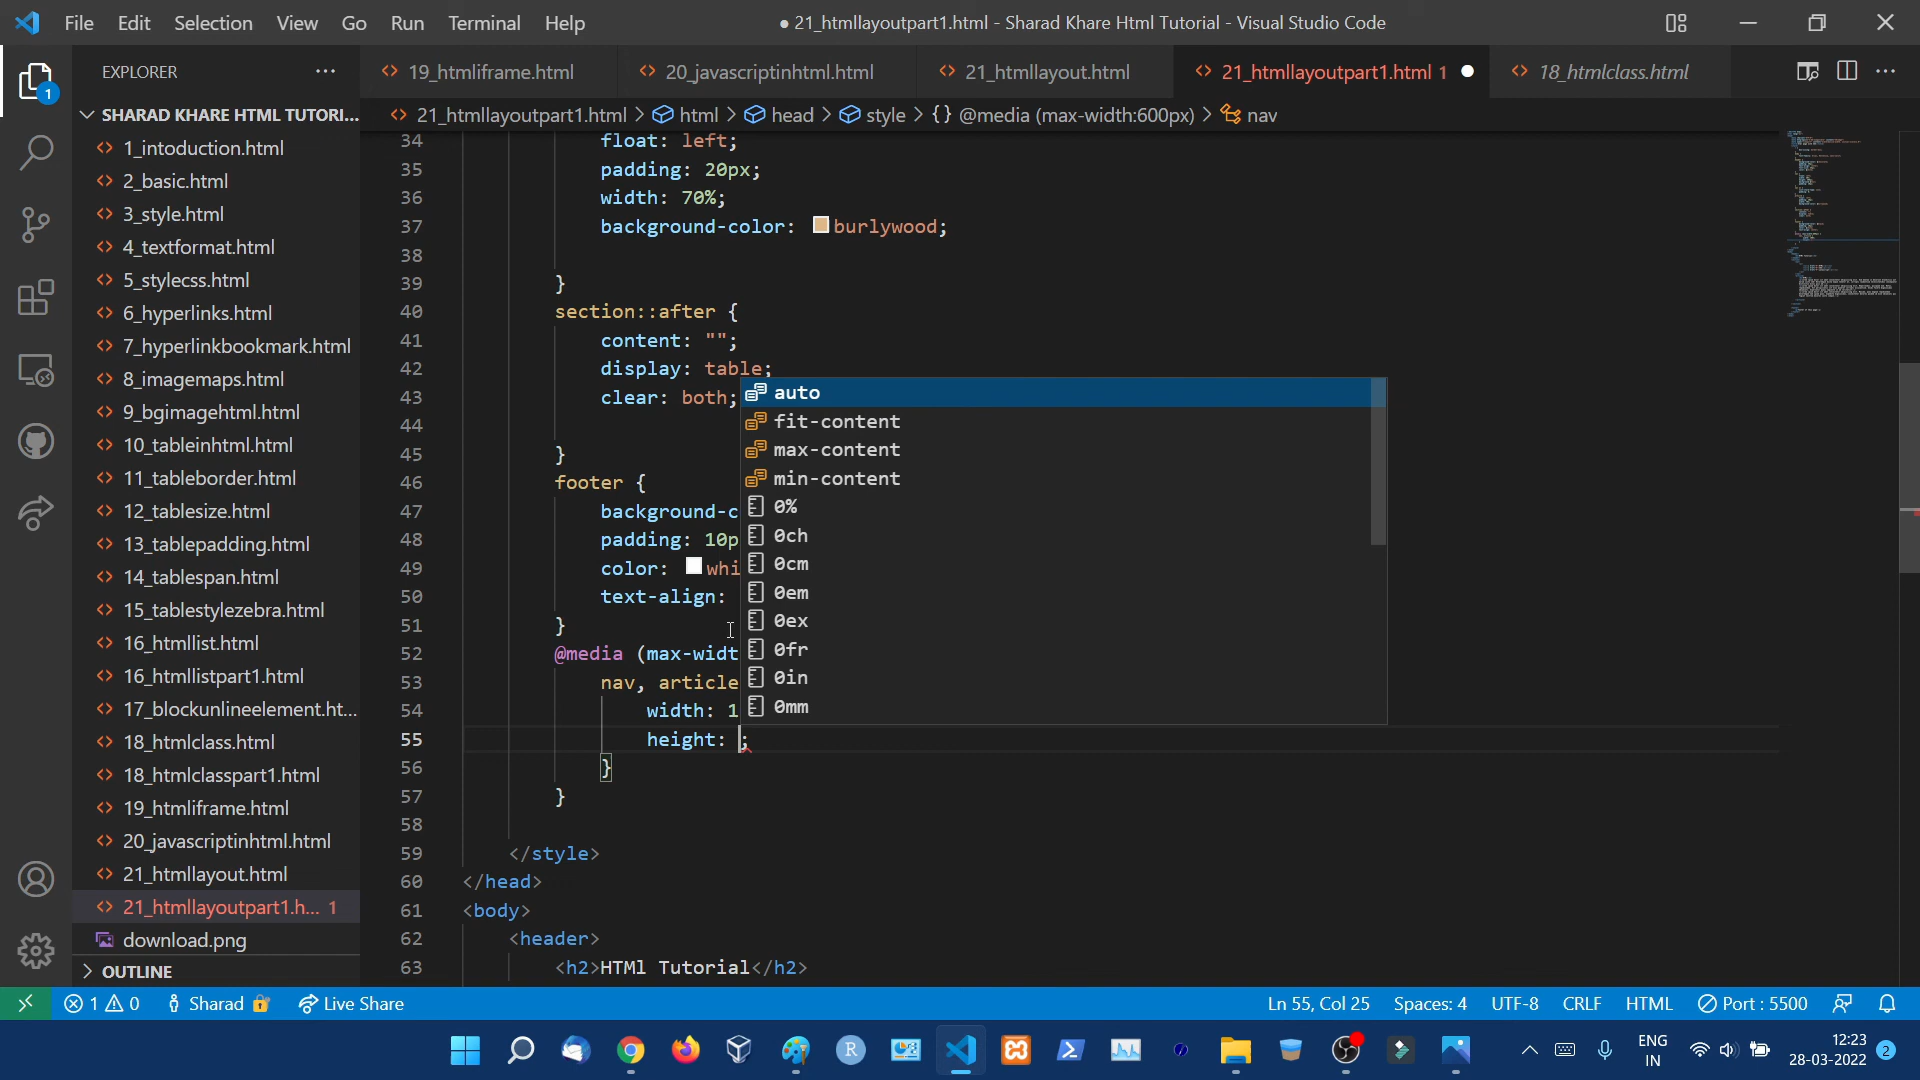 File Edit Selection View Go Run Terminal Help
● 21_htmllayoutpart1.html - Sharad Khare Html Tutorial - Visual Studio Code
EXPLORER
19_htmliframe.html
20_javascriptinhtml.html
21_htmllayout.html
21_htmllayoutpart1.html 1
18_htmlclass.html
SHARAD KHARE HTML TUTORI...
21_htmllayoutpart1.html > html > head > style > {} @media (max-width:600px) > nav
1
1_intoduction.html
2_basic.html
3_style.html
4_textformat.html
5_stylecss.html
6_hyperlinks.html
7_hyperlinkbookmark.html
8_imagemaps.html
9_bgimagehtml.html
10_tableinhtml.html
11_tableborder.html
12_tablesize.html
13_tablepadding.html
14_tablespan.html
15_tablestylezebra.html
16_htmllist.html
16_htmllistpart1.html
17_blockunlineelement.ht...
18_htmlclass.html
18_htmlclasspart1.html
19_htmliframe.html
20_javascriptinhtml.html
21_htmllayout.html
21_htmllayoutpart1.h... 1
download.png
OUTLINE
34 float: left;
35 padding: 20px;
36 width: 70%;
37 background-color: burlywood;
38
39 }
40 section::after {
41 content: "";
42 display: table;
43 clear: both;
44
45 }
46 footer {
47 background-c
48 padding: 10p
49 color: whi
50 text-align:
51 }
52 @media (max-widt
53 nav, article
54 width: 1
55 height: ;
56 }
57 }
58
59 </style>
60 </head>
61 <body>
62 <header>
63 <h2>HTMl Tutorial</h2>
auto
fit-content
max-content
min-content
0%
0ch
0cm
0em
0ex
0fr
0in
0mm
1 0 Sharad Live Share
Ln 55, Col 25 Spaces: 4 UTF-8 CRLF HTML Port : 5500
R
ENG
IN
12:23
28-03-2022
2